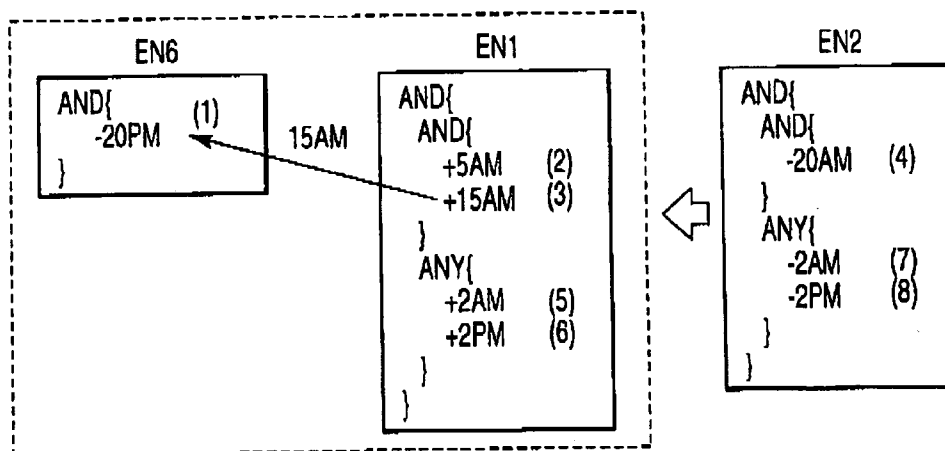 EN6
AND{
-20PM (1)
}
15AM
EN1
AND{
AND{
+5AM (2)
+15AM (3)
}
ANY{
+2AM (5)
+2PM (6)
}
}
EN2
AND{
AND{
-20AM (4)
}
ANY{
-2AM (7)
-2PM (8)
}
}